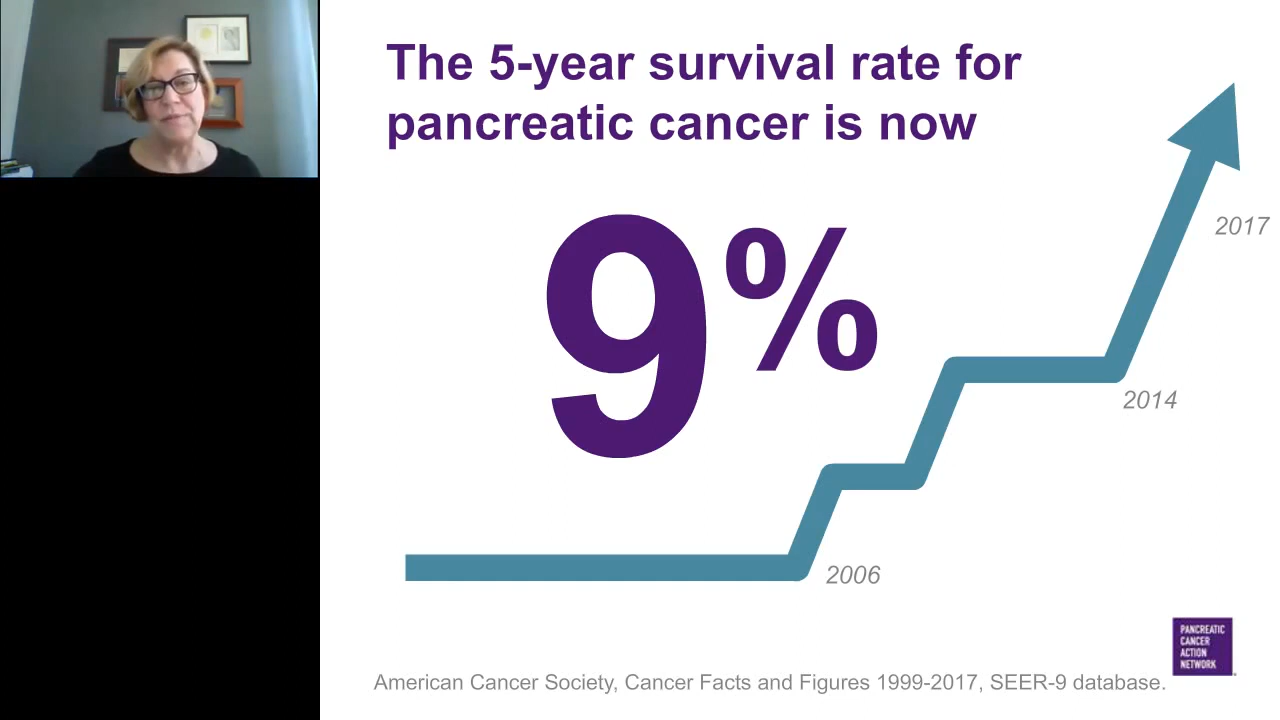 The 5-year survival rate for
pancreatic cancer is now
9%
2017
2014
2006
PANCREATIC
CANCER
ACTION
NETWORK
American Cancer Society, Cancer Facts and Figures 1999-2017, SEER-9 database.